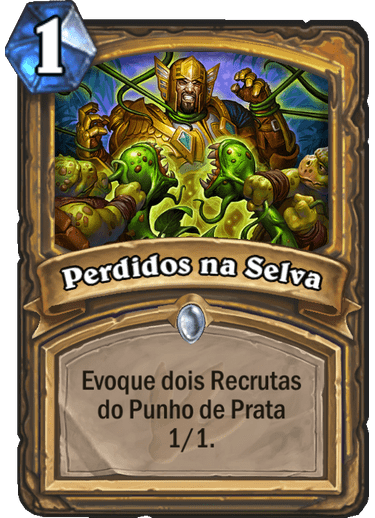 1
Perdidos na Selva
Evoque dois Recrutas
do Punho de Prata
1/1.